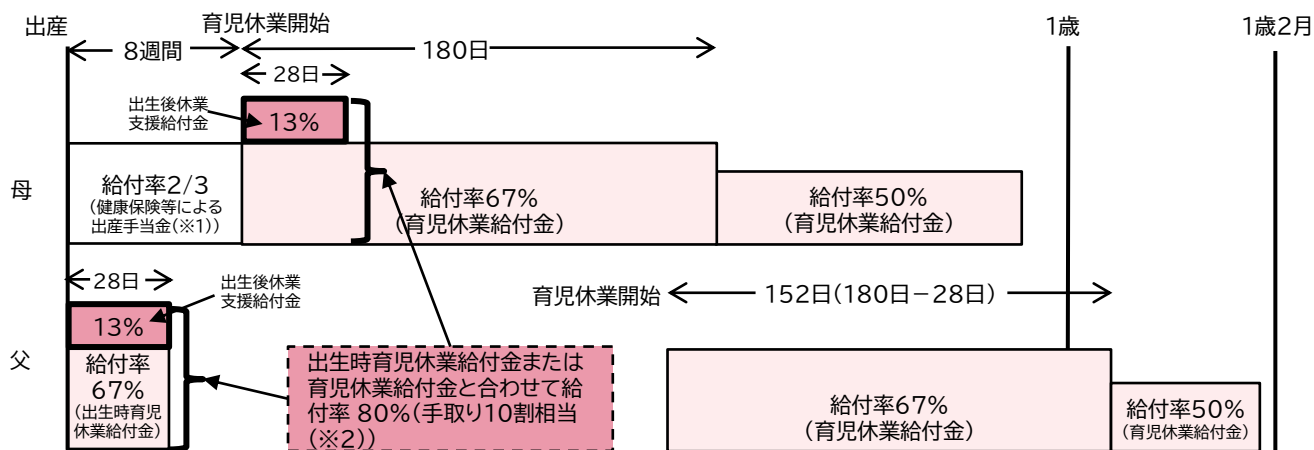 出産
育児休業開始
1歳
1歳2月
8週間
180日
28日
出生後休業
支援給付金
13%
母
給付率2/3
(健康保険等による
出産手当金(※1))
給付率67%
(育児休業給付金)
給付率50%
(育児休業給付金)
28日
出生後休業
支援給付金
育児休業開始
152日(180日－28日)
13%
父
給付率
67%
(出生時育児
休業給付金)
出生時育児休業給付金または
育児休業給付金と合わせて給
付率 80%(手取り10割相当
(※2))
給付率67%
(育児休業給付金)
給付率50%
(育児休業給付金)